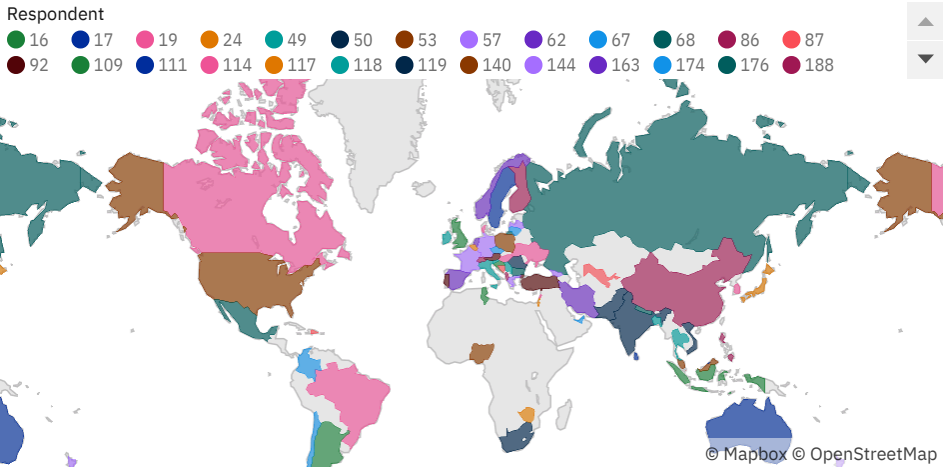 Respondent
16 17 19 24 49 50 53 57 62 67 68 86 87
92 109 111 114 117 118 119 140 144 163 174 176 188
© Mapbox © OpenStreetMap